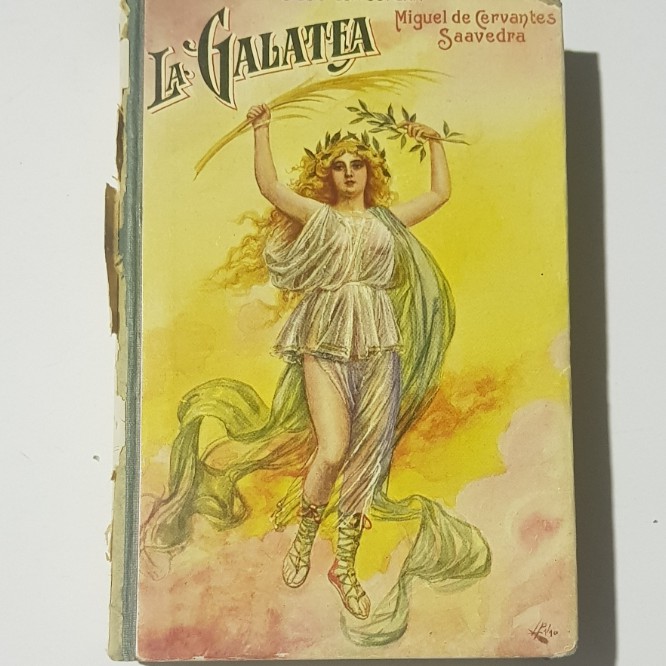 LA GALATEA
Miguel de Cervantes
Saavedra